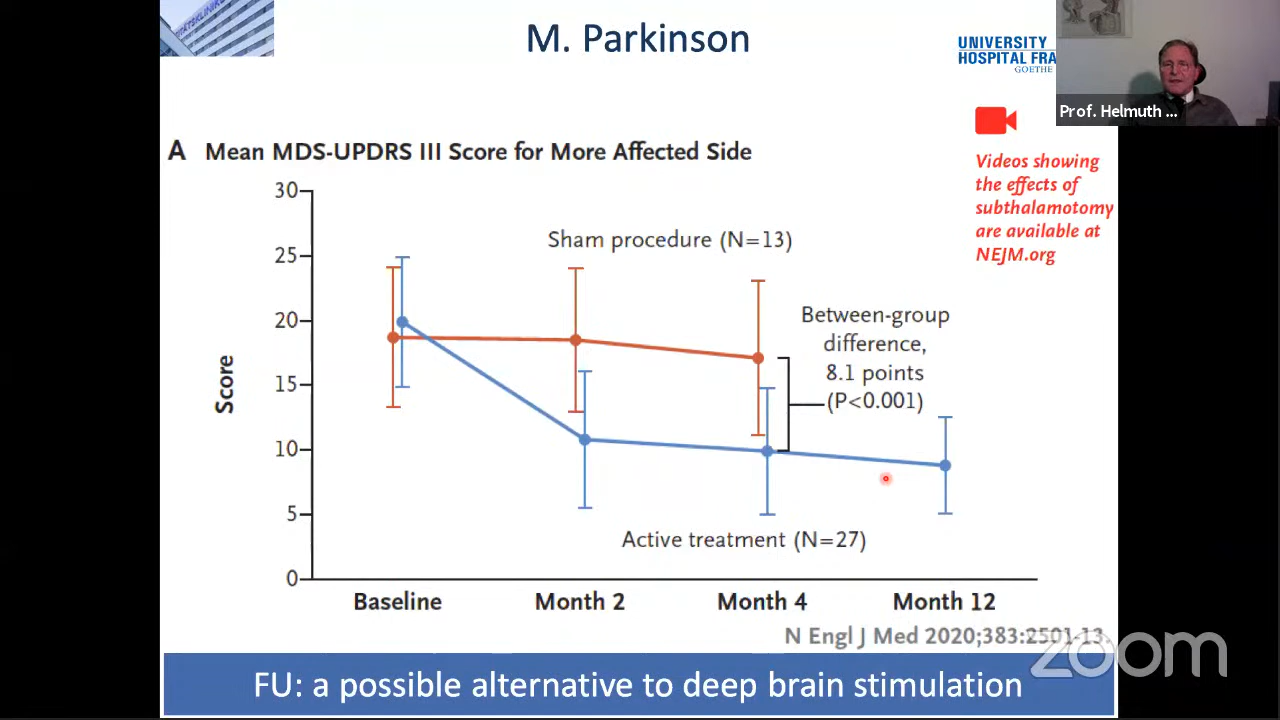 M. Parkinson
UNIVERSITY
HOSPITAL FRA
GOETHE
Prof. Helmuth ...
A Mean MDS-UPDRS III Score for More Affected Side
Videos showing
the effects of
subthalamotomy
are available at
NEJM.org
30
25
20
15
10
5
0
Score
Sham procedure (N=13)
Between-group
difference,
8.1 points
(P<0.001)
Active treatment (N=27)
Baseline
Month 2
Month 4
Month 12
N Engl J Med 2020;383:2501-13.
zoom
FU: a possible alternative to deep brain stimulation